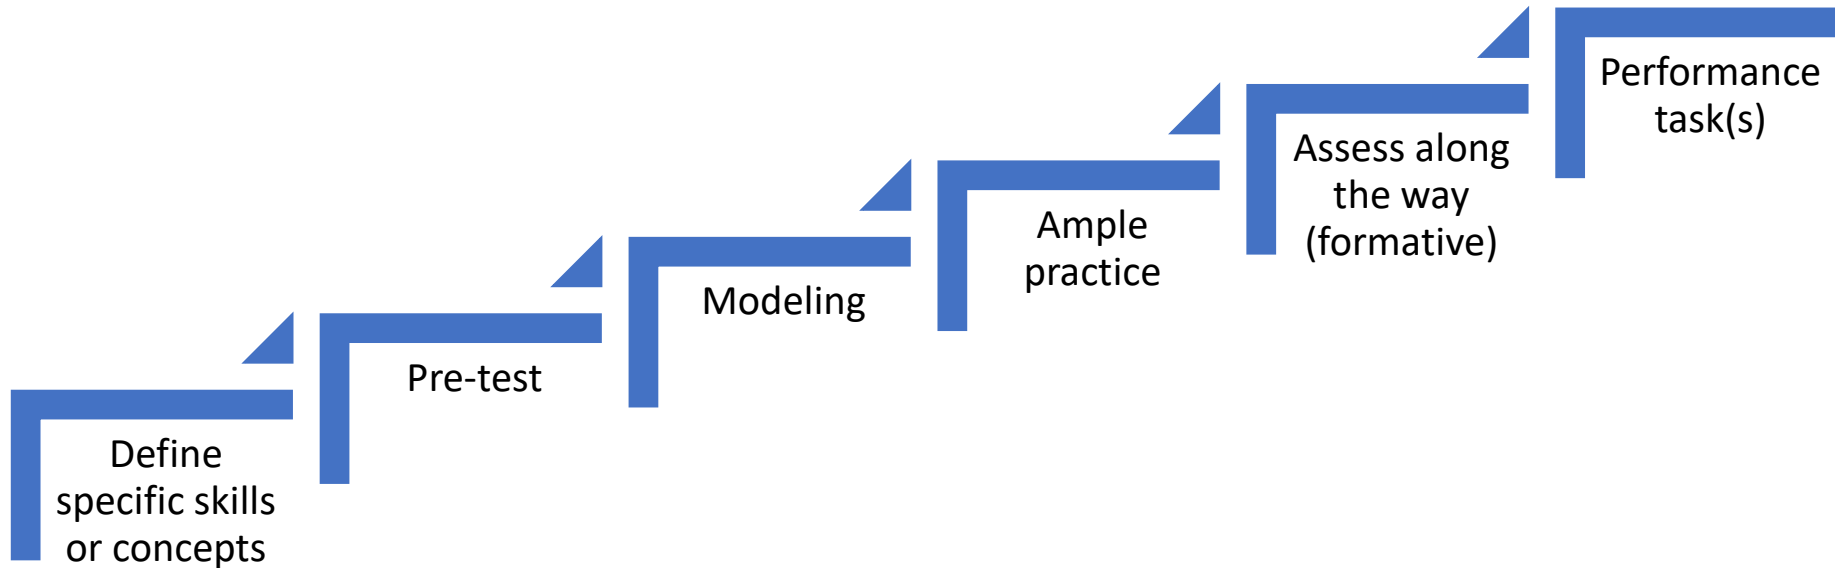 Define
specific skills
or concepts
Pre-test
Modeling
Ample
practice
Assess along
the way
(formative)
Performance
task(s)